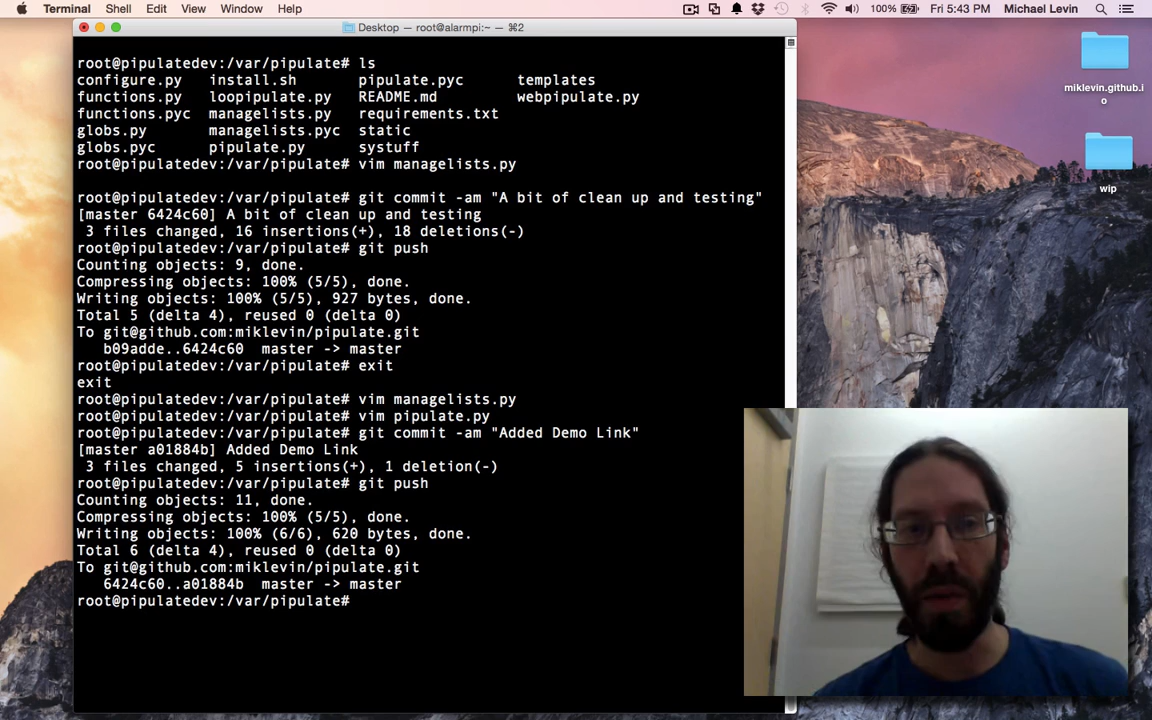 Terminal Shell Edit View Window Help 100% Fri 5:43 PM Michael Levin
Desktop — root@alarmpi:~ — ⌘2
root@pipulatedev:/var/pipulate# ls
configure.py install.sh pipulate.pyc templates
functions.py loopipulate.py README.md webpipulate.py
functions.pyc managelists.py requirements.txt
globs.py managelists.pyc static
globs.pyc pipulate.py systuff
root@pipulatedev:/var/pipulate# vim managelists.py
root@pipulatedev:/var/pipulate# git commit -am "A bit of clean up and testing"
[master 6424c60] A bit of clean up and testing
3 files changed, 16 insertions(+), 18 deletions(-)
root@pipulatedev:/var/pipulate# git push
Counting objects: 9, done.
Compressing objects: 100% (5/5), done.
Writing objects: 100% (5/5), 927 bytes, done.
Total 5 (delta 4), reused 0 (delta 0)
To git@github.com:miklevin/pipulate.git
b09adde..6424c60 master -> master
root@pipulatedev:/var/pipulate# exit
exit
root@pipulatedev:/var/pipulate# vim managelists.py
root@pipulatedev:/var/pipulate# vim pipulate.py
root@pipulatedev:/var/pipulate# git commit -am "Added Demo Link"
[master a01884b] Added Demo Link
3 files changed, 5 insertions(+), 1 deletion(-)
root@pipulatedev:/var/pipulate# git push
Counting objects: 11, done.
Compressing objects: 100% (5/5), done.
Writing objects: 100% (6/6), 620 bytes, done.
Total 6 (delta 4), reused 0 (delta 0)
To git@github.com:miklevin/pipulate.git
6424c60..a01884b master -> master
root@pipulatedev:/var/pipulate#
miklevin.github.i
o
wip